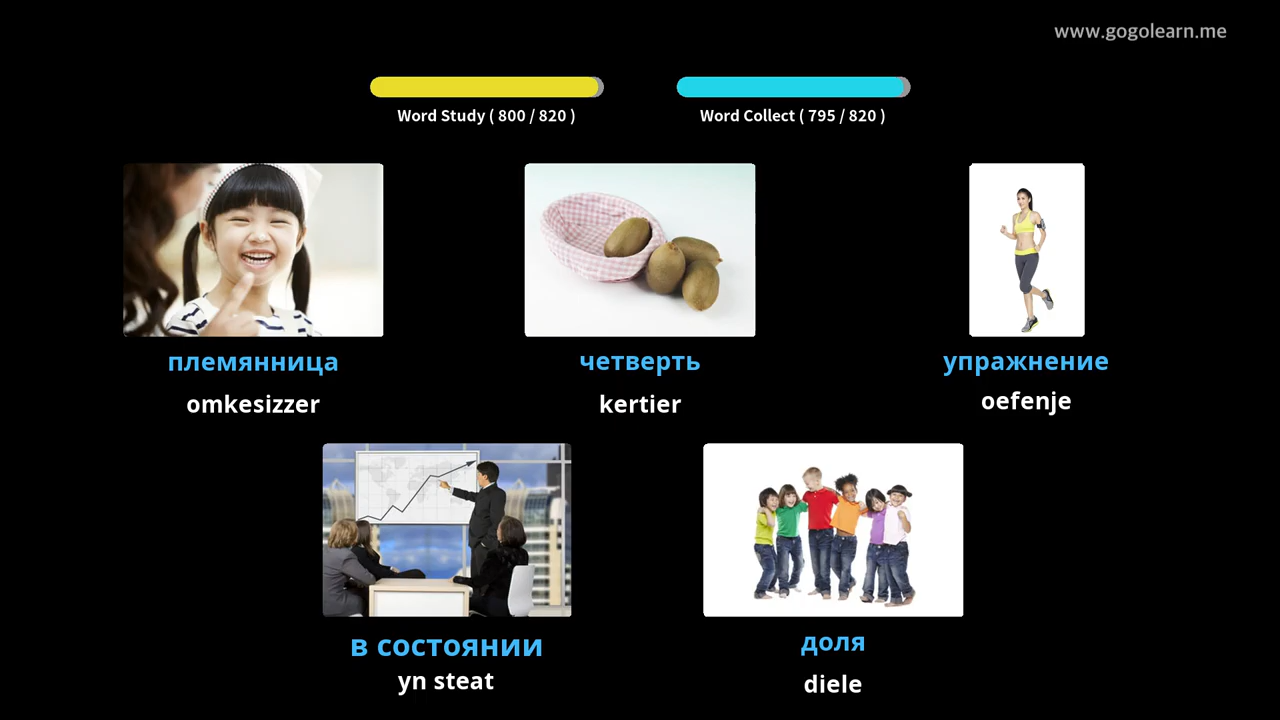 www.gogolearn.me
Word Study ( 800 / 820 )
Word Collect ( 795 / 820 )
племянница
omkesizzer
четверть
kertier
упражнение
oefenje
в состоянии
yn steat
доля
diele